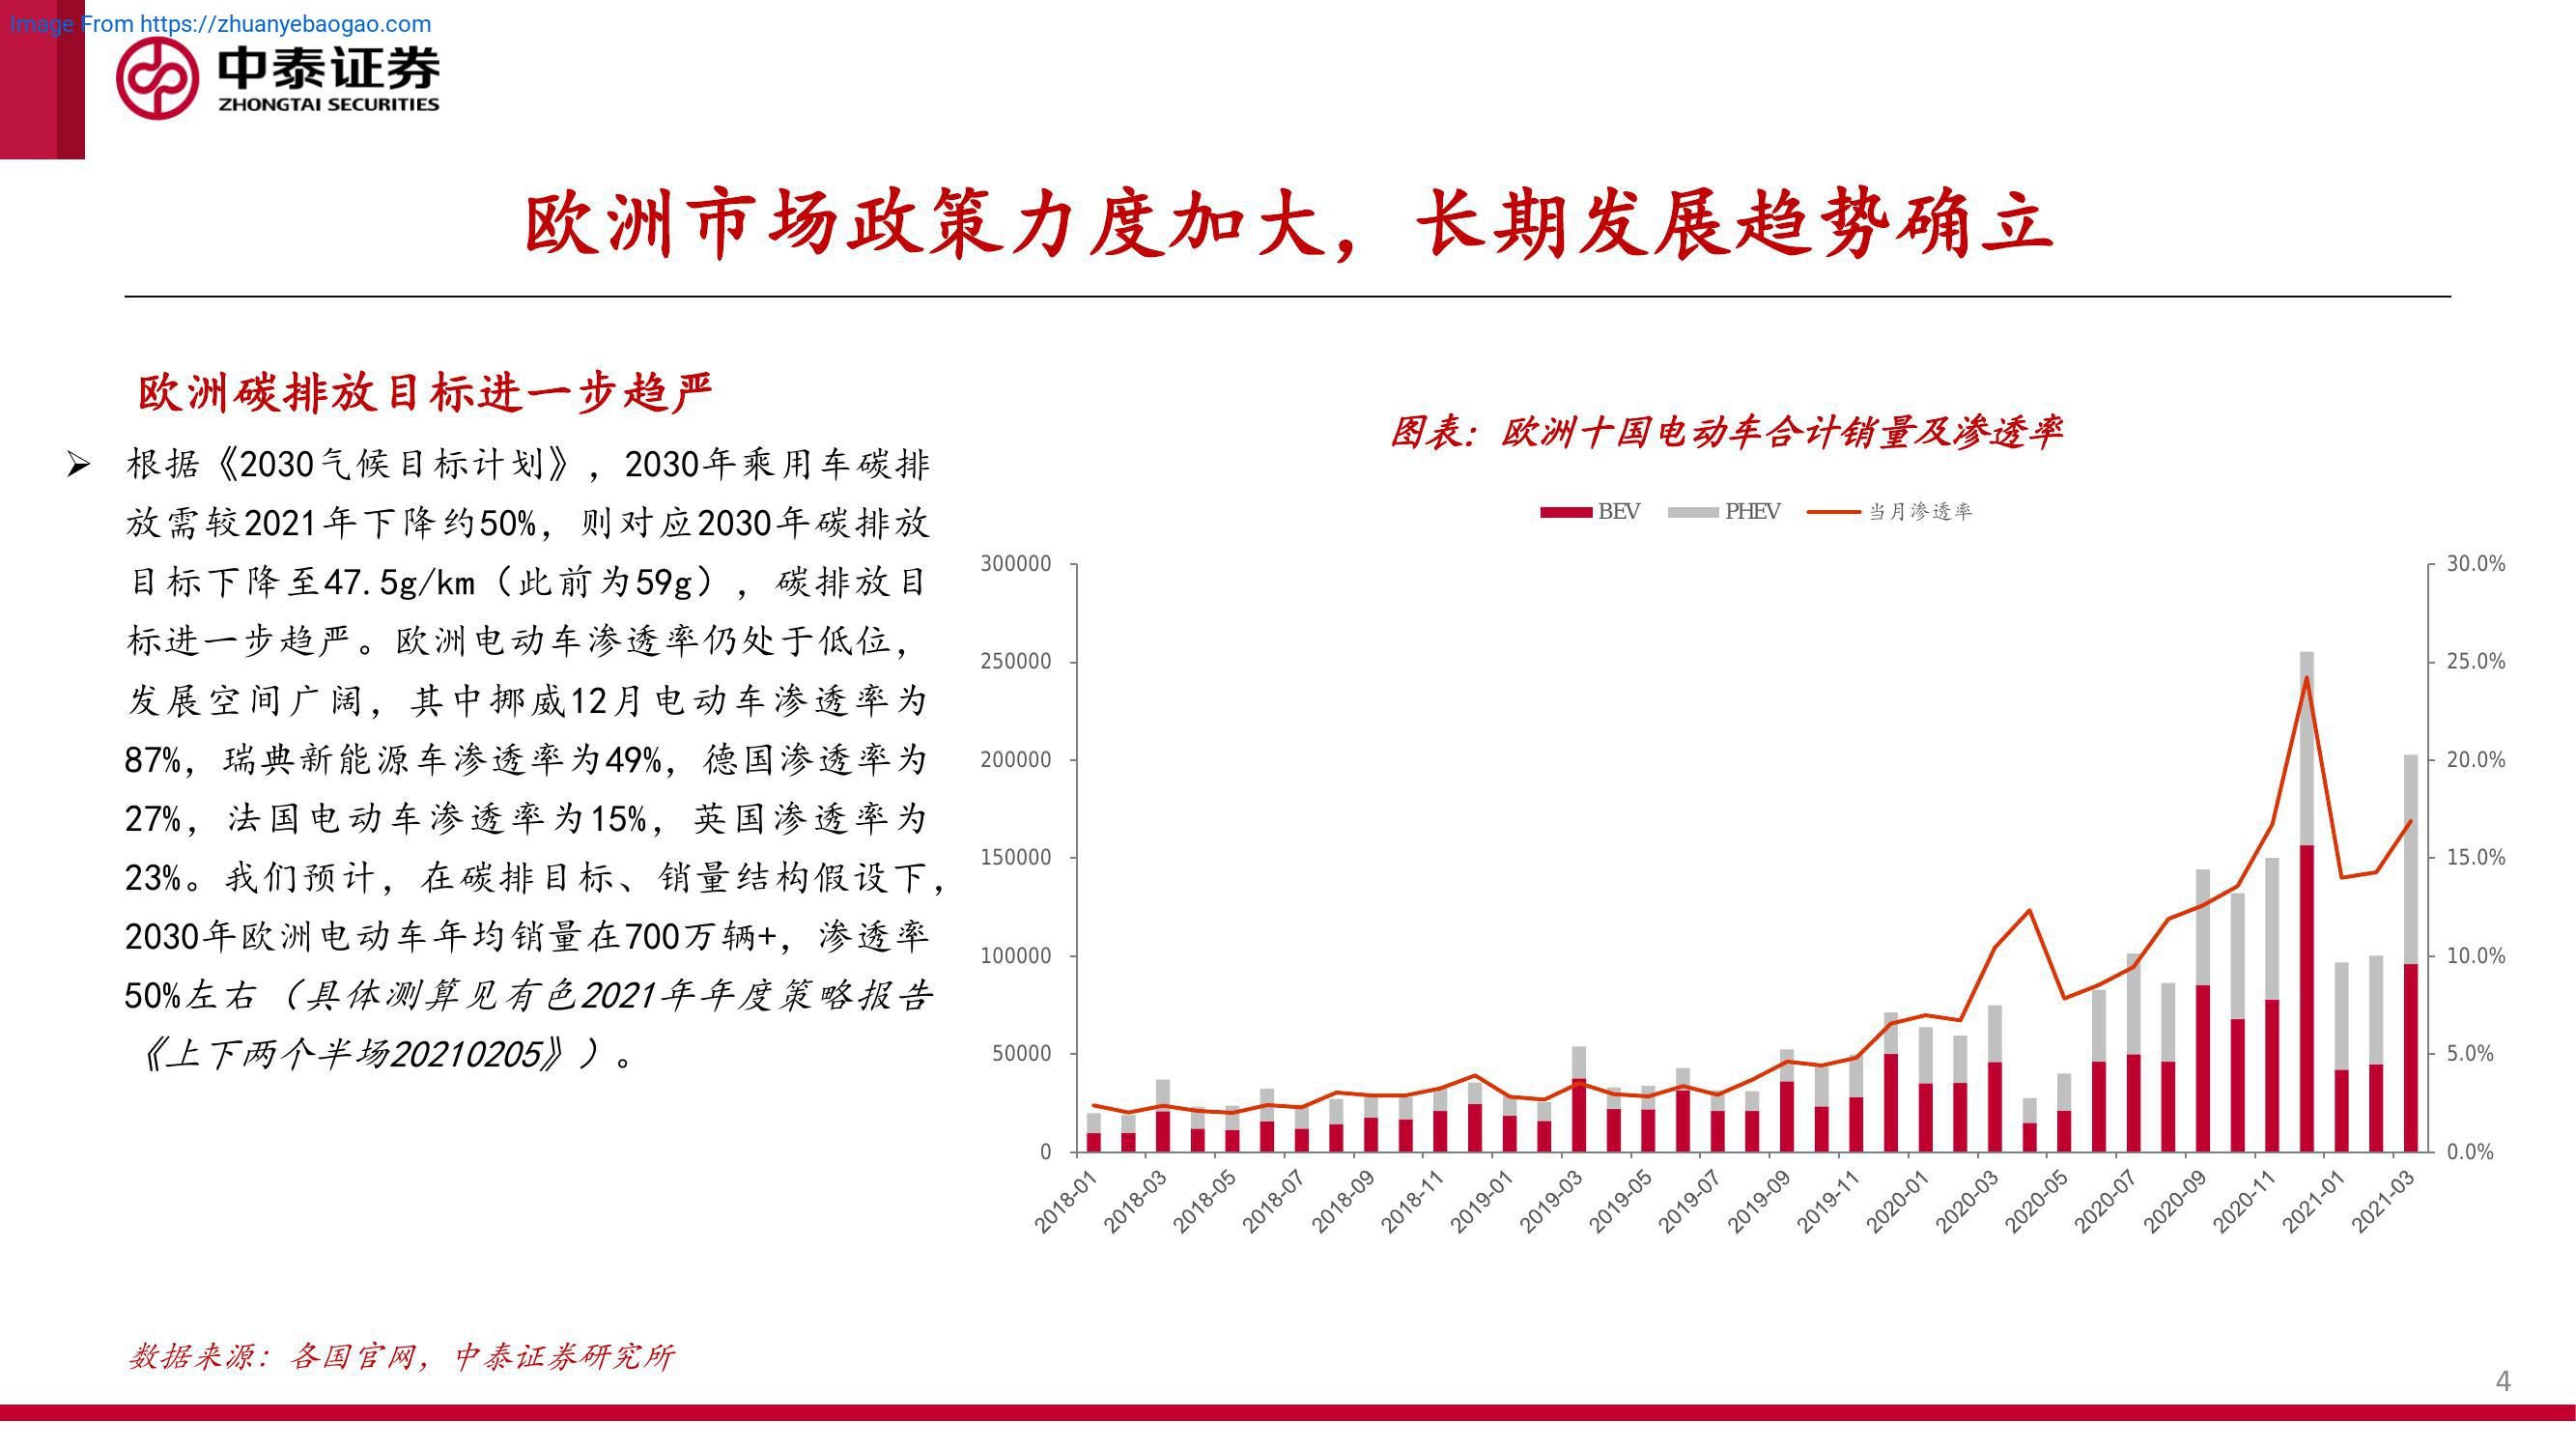 Image From https://zhuanyebaogao.com
中泰证券
ZHONGTAI SECURITIES
欧洲市场政策力度加大，长期发展趋势确立
欧洲碳排放目标进一步趋严
➢ 根据《2030气候目标计划》，2030年乘用车碳排
放需较2021年下降约50%，则对应2030年碳排放
目标下降至47.5g/km（此前为59g），碳排放目
标进一步趋严。欧洲电动车渗透率仍处于低位，
发展空间广阔，其中挪威12月电动车渗透率为
87%，瑞典新能源车渗透率为49%，德国渗透率为
27%，法国电动车渗透率为15%，英国渗透率为
23%。我们预计，在碳排目标、销量结构假设下，
2030年欧洲电动车年均销量在700万辆+，渗透率
50%左右（具体测算见有色2021年年度策略报告
《上下两个半场20210205》）。
图表：欧洲十国电动车合计销量及渗透率
BEV PHEV 当月渗透率
300000 30.0%
250000 25.0%
200000 20.0%
150000 15.0%
100000 10.0%
50000 5.0%
0 0.0%
2018-01 2018-03 2018-05 2018-07 2018-09 2018-11 2019-01 2019-03 2019-05 2019-07 2019-09 2019-11 2020-01 2020-03 2020-05 2020-07 2020-09 2020-11 2021-01 2021-03
数据来源：各国官网，中泰证券研究所
4